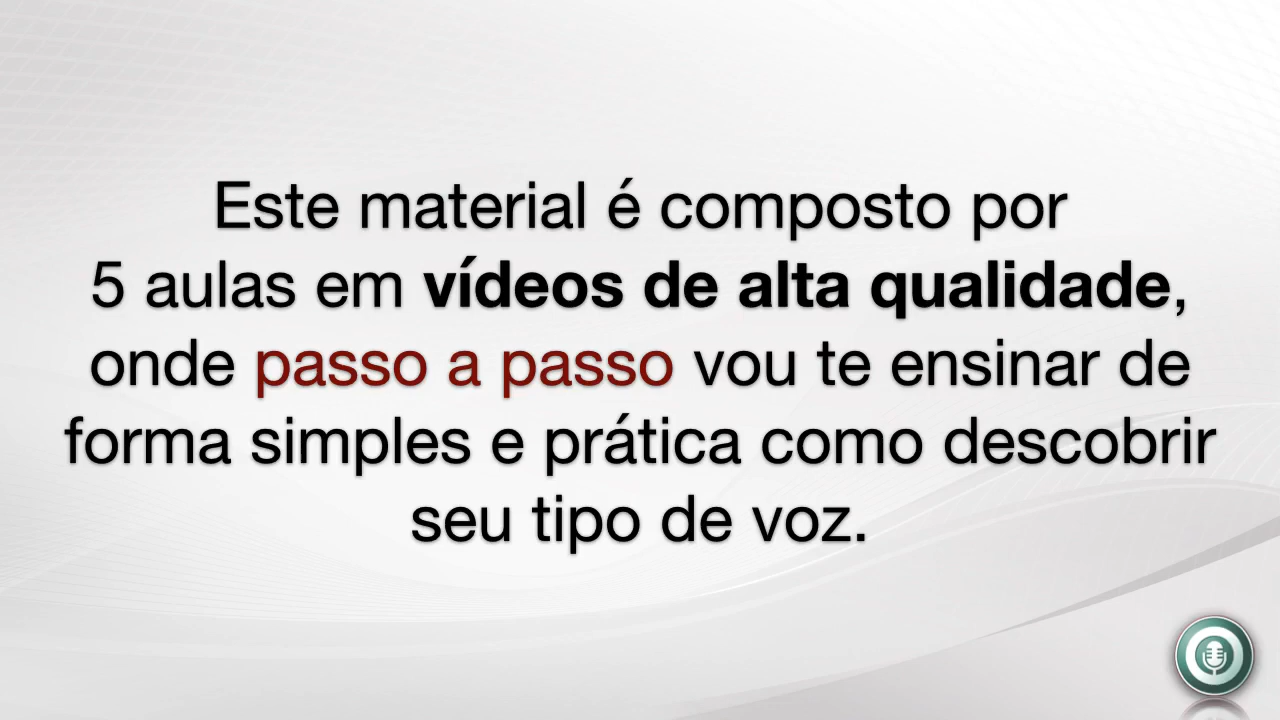 Este material é composto por
5 aulas em vídeos de alta qualidade,
onde passo a passo vou te ensinar de
forma simples e prática como descobrir
seu tipo de voz.